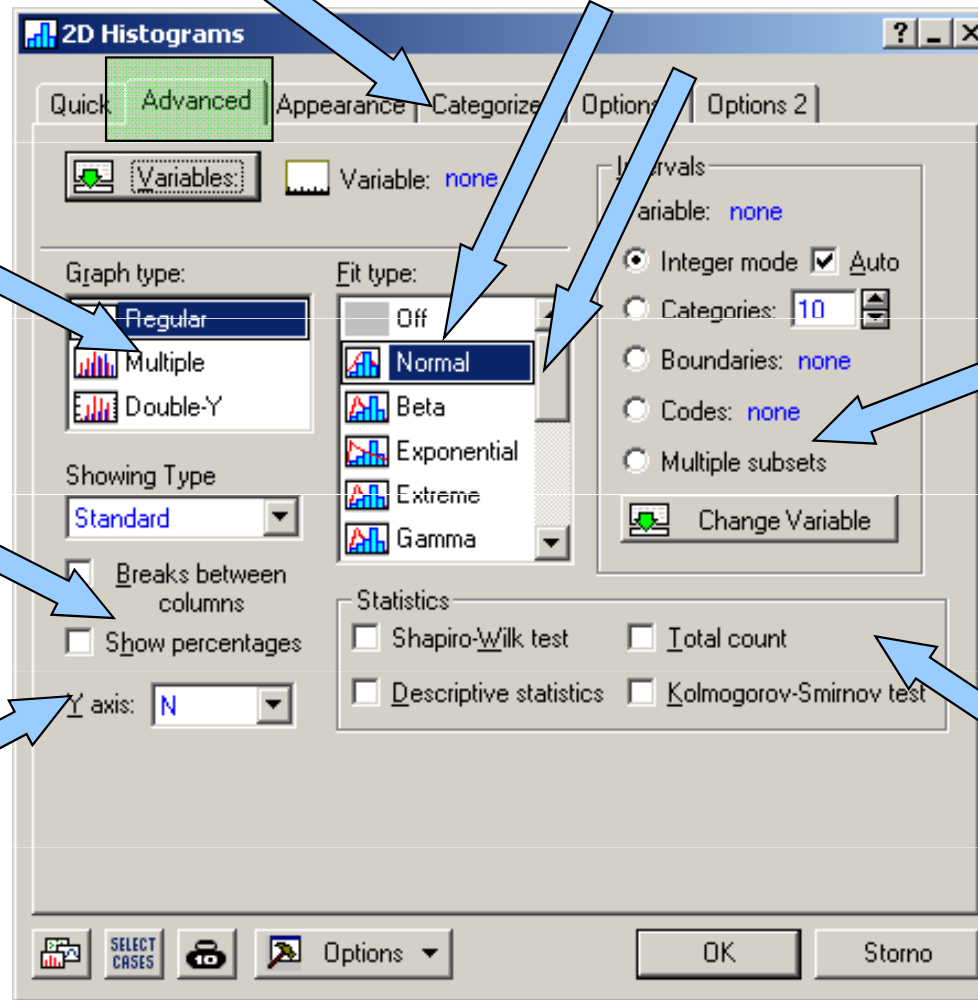 2D Histograms
Quick Advanced Appearance Categorize Option Options 2
Variables: Variable: none
Variable: none
Integer mode Auto
Categories: 10
Boundaries: none
Codes: none
Multiple subsets
Change Variable
Graph type:
Regular
Multiple
Double-Y
Fit type:
Off
Normal
Beta
Exponential
Extreme
Gamma
Showing Type
Standard
Breaks between
columns
Show percentages
Y axis: N
Statistics
Shapiro-Wilk test Total count
Descriptive statistics Kolmogorov-Smirnov test
SELECT
CASES
Options OK Storno